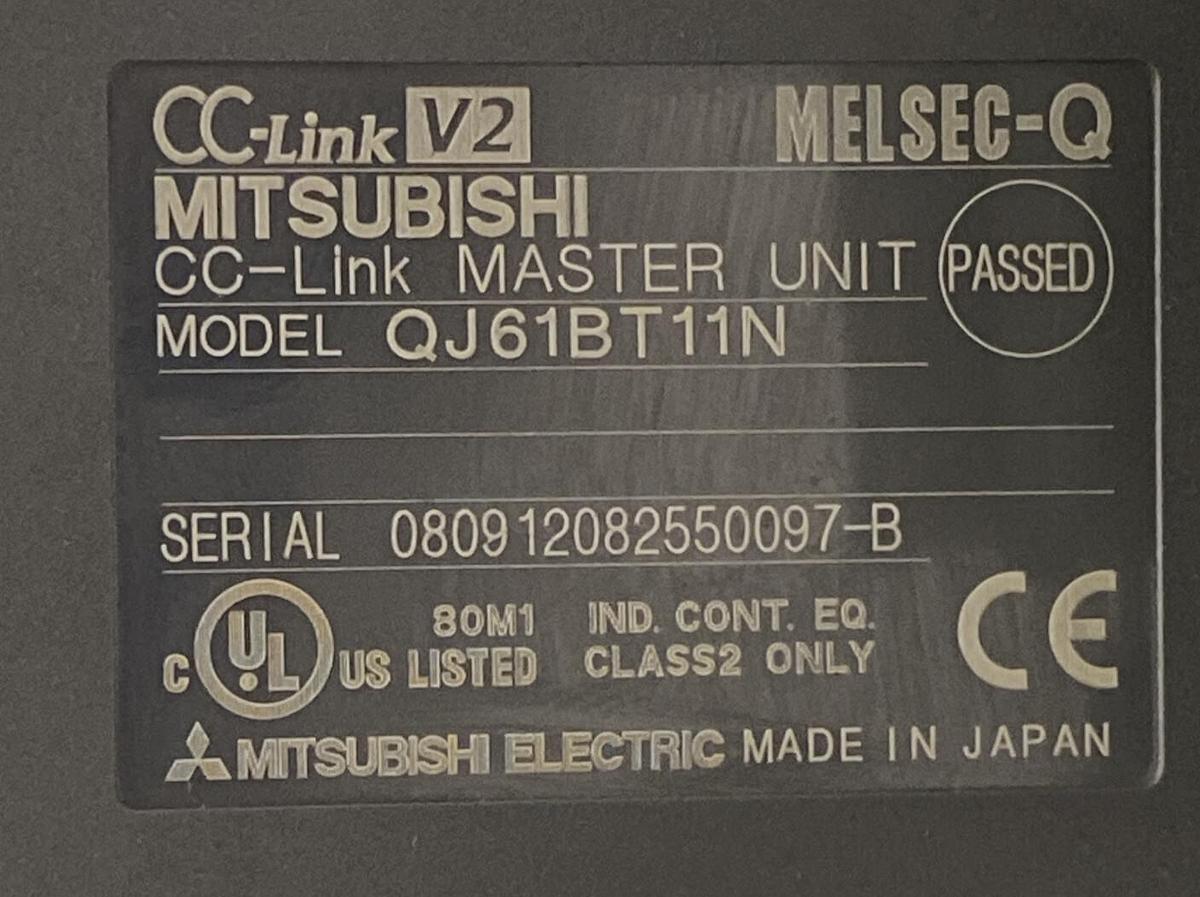 CC-Link V2 MELSEC-Q
MITSUBISHI
CC-Link MASTER UNIT
PASSED
MODEL QJ61BT11N
SERIAL 080912082550097-B
C UL US LISTED 80M1 IND. CONT. EQ.
CLASS2 ONLY
CE
MITSUBISHI ELECTRIC MADE IN JAPAN